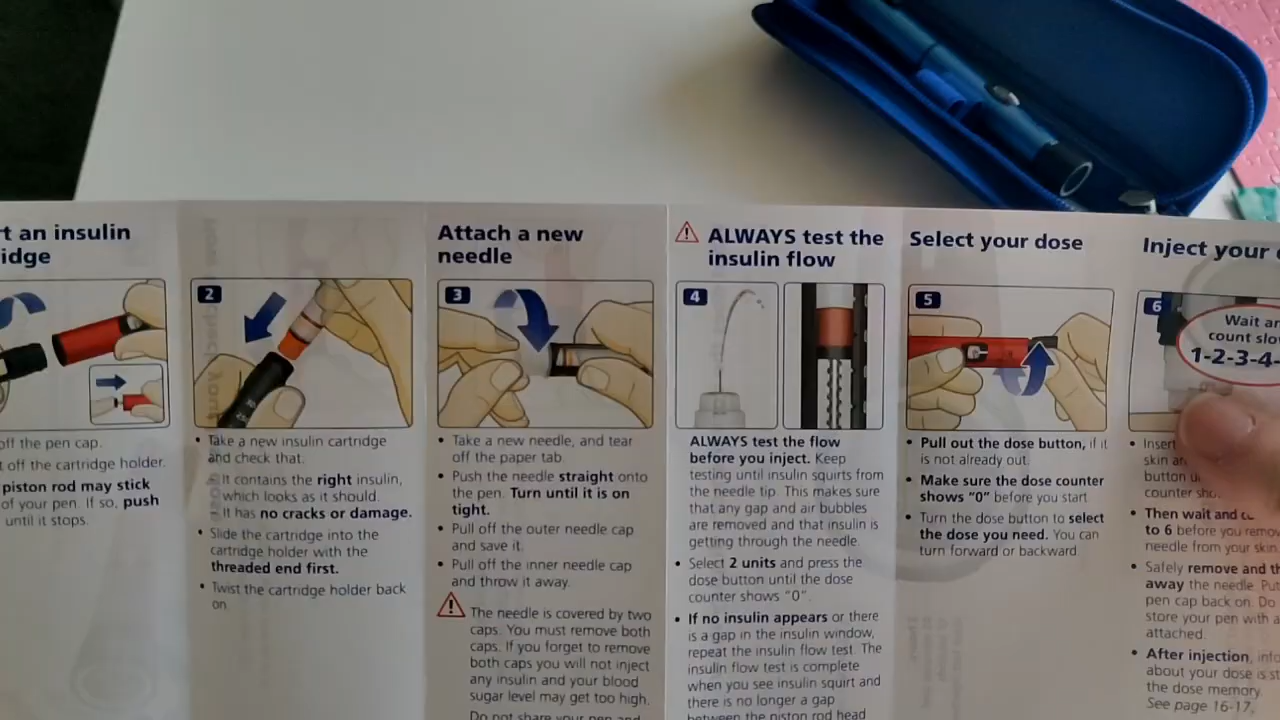 t an insulin
idge
off the pen cap.
t off the cartridge holder.
piston rod may stick
of your pen. If so, push
until it stops.
2
Take a new insulin cartridge
and check that.
It contains the right insulin,
which looks as it should.
It has no cracks or damage.
Slide the cartridge into the
cartridge holder with the
threaded end first.
Twist the cartridge holder back
on
Attach a new
needle
3
Take a new needle, and tear
off the paper tab.
Push the needle straight onto
the pen. Turn until it is on
tight.
Pull off the outer needle cap
and save it.
Pull off the inner needle cap
and throw it away.
The needle is covered by two
caps. You must remove both
caps. If you forget to remove
both caps you will not inject
any insulin and your blood
sugar level may get too high.
Do not share your pen and
ALWAYS test the
insulin flow
4
ALWAYS test the flow
before you inject. Keep
testing until insulin squirts from
the needle tip. This makes sure
that any gap and air bubbles
are removed and that insulin is
getting through the needle.
Select 2 units and press the
dose button until the dose
counter shows "0".
If no insulin appears or there
is a gap in the insulin window,
repeat the insulin flow test. The
insulin flow test is complete
when you see insulin squirt and
there is no longer a gap
between the piston rod head
Select your dose
5
Pull out the dose button, if it
is not already out.
Make sure the dose counter
shows "0" before you start.
Turn the dose button to select
the dose you need. You can
turn forward or backward.
Inject your
6
Wait an
count slo
1-2-3-4-
Insert
skin an
button u
counter sho
Then wait and c
to 6 before you remov
needle from your skin.
Safely remove and th
away the needle. Put
pen cap back on. Do
store your pen with a
attached.
After injection, info
about your dose is st
the dose memory.
See page 16-17,